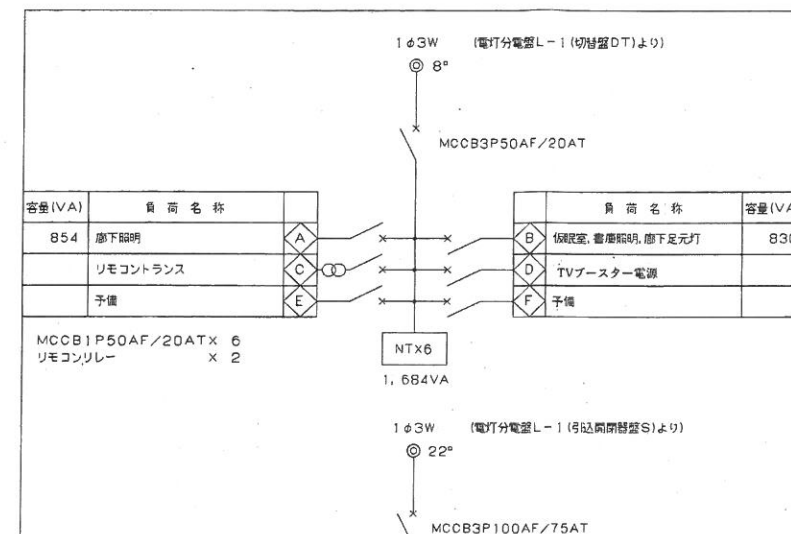 1φ3W (電灯分電盤L-1(切替盤DT)より)
8°
MCCB3P50AF/20AT
容量(VA) 負荷名称
854 廊下照明 A
リモコントランス C
予備 E
負荷名称 容量(VA
B 仮眠室,書庫照明,廊下足元灯 830
D TVブースター電源
F 予備
MCCB1P50AF/20AT× 6
リモコンリレー × 2
NT×6
1,684VA
1φ3W (電灯分電盤L-1(引込開閉器盤S)より)
22°
MCCB3P100AF/75AT